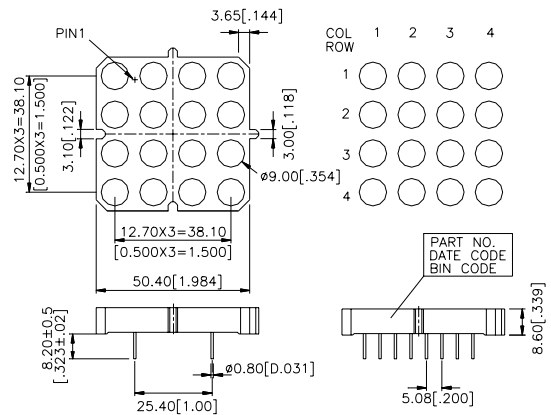 3.65[.144]
PIN1
COL 1 2 3 4
ROW
1
2
3
4
12.70X3=38.10
[0.500X3=1.500]
3.10[.122]
3.00[.118]
ø9.00[.354]
12.70X3=38.10
[0.500X3=1.500]
50.40[1.984]
PART NO.
DATE CODE
BIN CODE
8.20±0.5
[.323±.02]
ø0.80[D.031]
25.40[1.00]
8.60[.339]
5.08[.200]